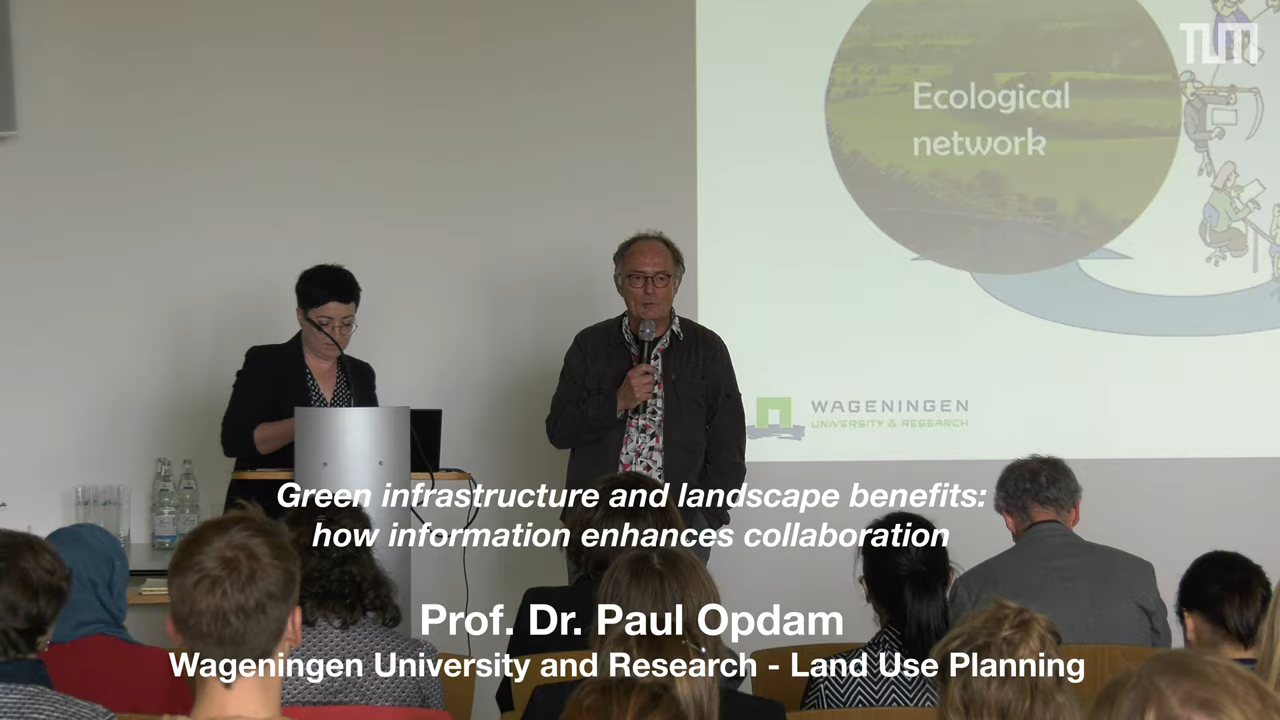 TUM
Ecological
network
WAGENINGEN
UNIVERSITY & RESEARCH
Green infrastructure and landscape benefits:
how information enhances collaboration
Prof. Dr. Paul Opdam
Wageningen University and Research - Land Use Planning